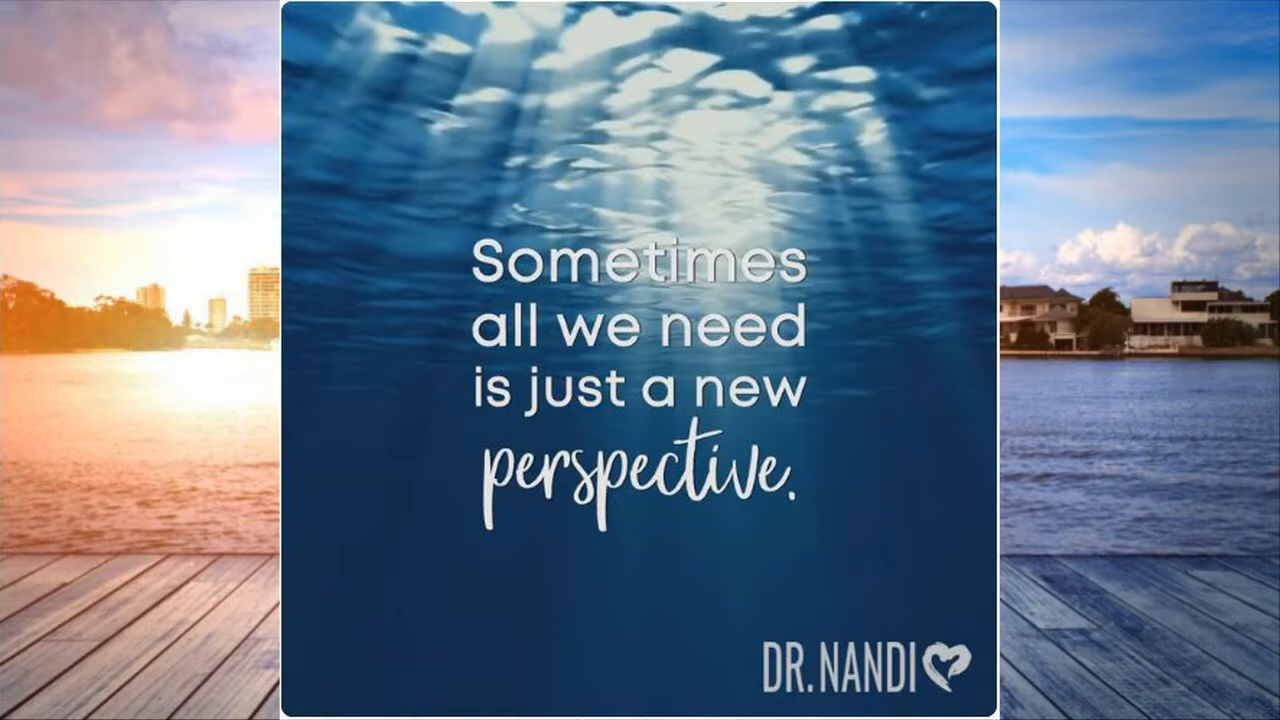 Sometimes
all we need
is just a new
perspective.
DR. NANDI